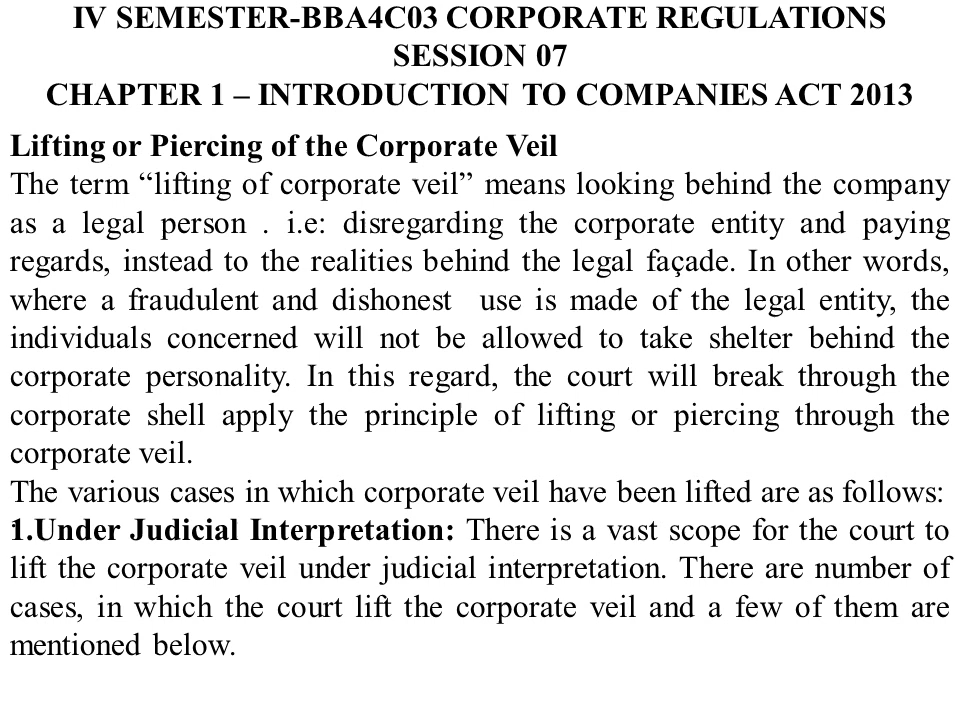 IV SEMESTER-BBA4C03 CORPORATE REGULATIONS
SESSION 07
CHAPTER 1 – INTRODUCTION TO COMPANIES ACT 2013
Lifting or Piercing of the Corporate Veil
The term “lifting of corporate veil” means looking behind the company
as a legal person . i.e: disregarding the corporate entity and paying
regards, instead to the realities behind the legal façade. In other words,
where a fraudulent and dishonest use is made of the legal entity, the
individuals concerned will not be allowed to take shelter behind the
corporate personality. In this regard, the court will break through the
corporate shell apply the principle of lifting or piercing through the
corporate veil.
The various cases in which corporate veil have been lifted are as follows:
1.Under Judicial Interpretation: There is a vast scope for the court to
lift the corporate veil under judicial interpretation. There are number of
cases, in which the court lift the corporate veil and a few of them are
mentioned below.